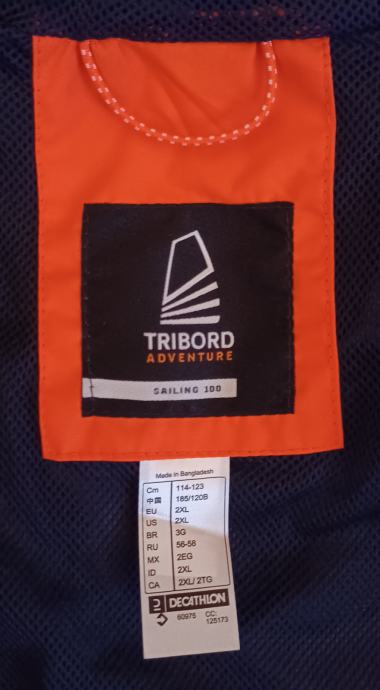 TRIBORD
ADVENTURE
SAILING 100
Made in Bangladesh
Cm 114-123
中国 185/120B
EU 2XL
US 2XL
BR 3G
RU 56-58
MX 2EG
ID 2XL
CA 2XL/ 2TG
DECATHLON
60975 CC:
125173